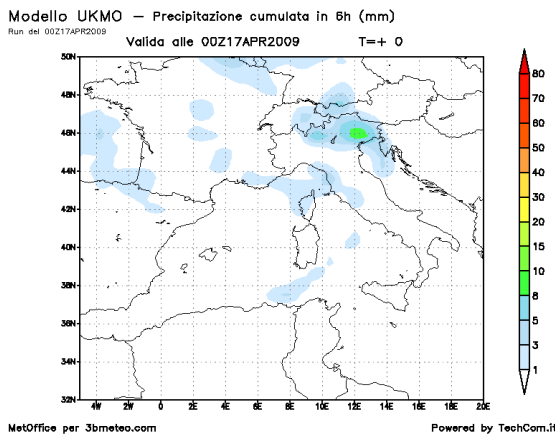 Modello UKMO – Precipitazione cumulata in 6h (mm)
Run del 00Z17APR2009
Valida alle 00Z17APR2009 T=+ 0
50N
48N
46N
44N
42N
40N
38N
36N
34N
32N
4W 2W 0 2E 4E 6E 8E 10E 12E 14E 16E 18E 20E
80
70
60
50
40
30
20
15
10
8
5
3
1
MetOffice per 3bmeteo.com Powered by TechCom.it